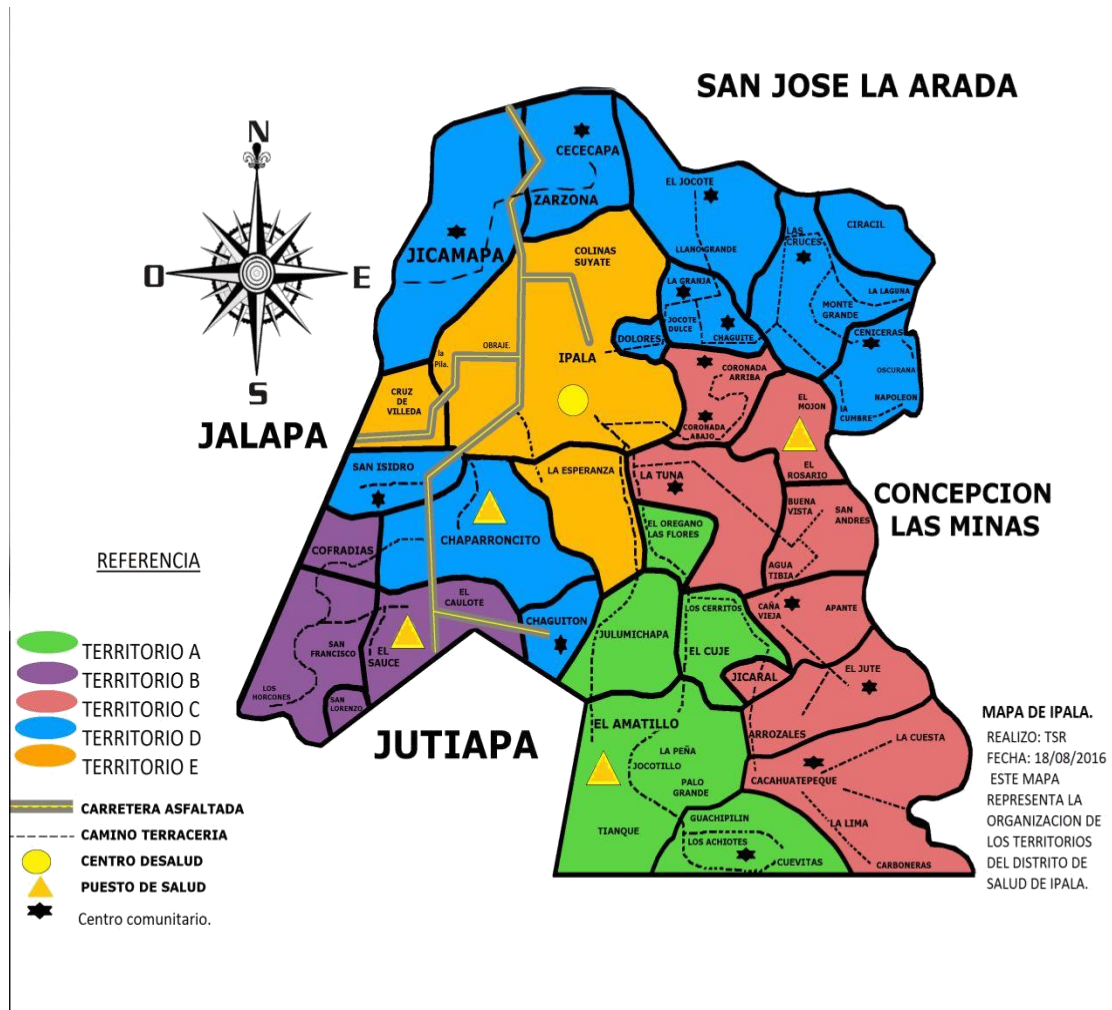 SAN JOSE LA ARADA
N
O
E
S
CECECAPA
ZARZONA
JICAMAPA
EL JOCOTE
LLANO GRANDE
CIRACIL
LAS
CRUCES
LA LAGUNA
MONTE
GRANDE
CENICERAS
OSCURANA
NAPOLEON
la
CUMBRE
COLINAS
SUYATE
LA GRANJA
JOCOTE
DULCE
CHAGUITE
DOLORES
OBRAJE.
la
Pila.
IPALA
CORONADA
ARRIBA
CORONADA
ABAJO
EL
MOJON
EL
ROSARIO
CRUZ
DE
VILLEDA
JALAPA
SAN ISIDRO
LA ESPERANZA
LA TUNA
BUENA
VISTA
SAN
ANDRES
CONCEPCION
LAS MINAS
CHAPARRONCITO
COFRADIAS
EL OREGANO
LAS FLORES
AGUA
TIBIA
EL
CAULOTE
CHAGUITON
LOS CERRITOS
CAÑA
VIEJA
APANTE
JULUMICHAPA
EL CUJE
SAN
FRANCISCO
EL
SAUCE
JICARAL
EL JUTE
LOS
HORCONES
SAN
LORENZO
JUTIAPA
EL AMATILLO
ARROZALES
LA CUESTA
LA PEÑA
JOCOTILLO
CACAHUATEPEQUE
PALO
GRANDE
GUACHIPILIN
LA LIMA
TIANQUE
LOS ACHIOTES
CUEVITAS
CARBONERAS
REFERENCIA
TERRITORIO A
TERRITORIO B
TERRITORIO C
TERRITORIO D
TERRITORIO E
CARRETERA ASFALTADA
CAMINO TERRACERIA
CENTRO DESALUD
PUESTO DE SALUD
Centro comunitario.
MAPA DE IPALA.
REALIZO: TSR
FECHA: 18/08/2016
ESTE MAPA
REPRESENTA LA
ORGANIZACION DE
LOS TERRITORIOS
DEL DISTRITO DE
SALUD DE IPALA.